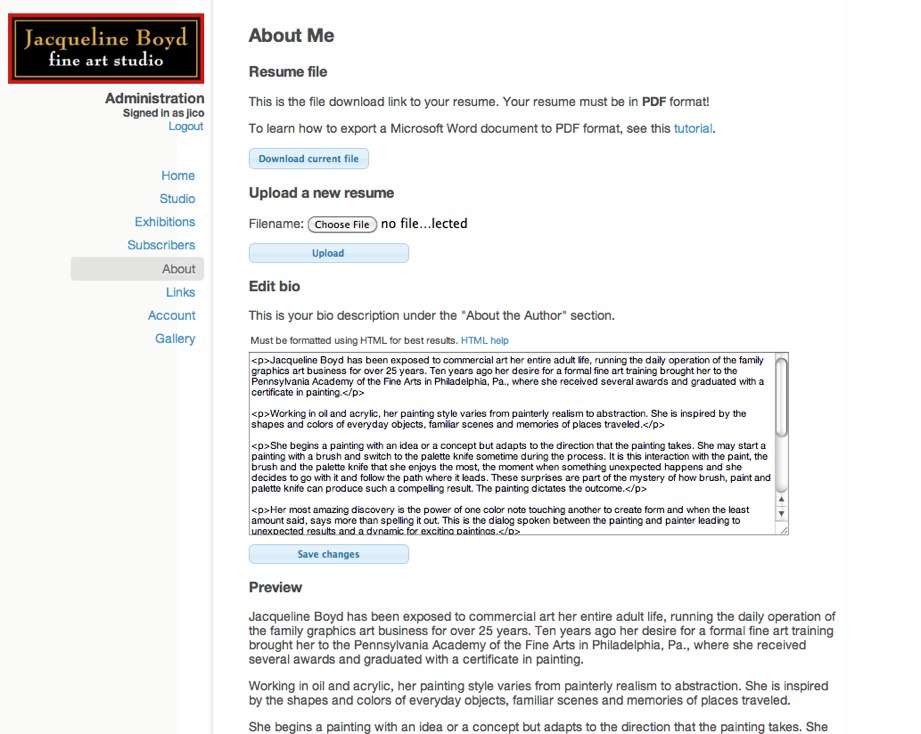 Jacqueline Boyd
fine art studio
Administration
Signed in as jico
Logout
Home
Studio
Exhibitions
Subscribers
About
Links
Account
Gallery
About Me
Resume file
This is the file download link to your resume. Your resume must be in PDF format!
To learn how to export a Microsoft Word document to PDF format, see this tutorial.
Download current file
Upload a new resume
Filename: Choose File no file...lected
Upload
Edit bio
This is your bio description under the "About the Author" section.
Must be formatted using HTML for best results. HTML help
<p>Jacqueline Boyd has been exposed to commercial art her entire adult life, running the daily operation of the family
graphics art business for over 25 years. Ten years ago her desire for a formal fine art training brought her to the
Pennsylvania Academy of the Fine Arts in Philadelphia, Pa., where she received several awards and graduated with a
certificate in painting.</p>
<p>Working in oil and acrylic, her painting style varies from painterly realism to abstraction. She is inspired by the
shapes and colors of everyday objects, familiar scenes and memories of places traveled.</p>
<p>She begins a painting with an idea or a concept but adapts to the direction that the painting takes. She may start a
painting with a brush and switch to the palette knife sometime during the process. It is this interaction with the paint, the
brush and the palette knife that she enjoys the most, the moment when something unexpected happens and she
decides to go with it and follow the path where it leads. These surprises are part of the mystery of how brush, paint and
palette knife can produce such a compelling result. The painting dictates the outcome.</p>
<p>Her most amazing discovery is the power of one color note touching another to create form and when the least
amount said, says more than spelling it out. This is the dialog spoken between the painting and painter leading to
unexpected results and a dynamic for exciting paintings.</p>
Save changes
Preview
Jacqueline Boyd has been exposed to commercial art her entire adult life, running the daily operation of
the family graphics art business for over 25 years. Ten years ago her desire for a formal fine art training
brought her to the Pennsylvania Academy of the Fine Arts in Philadelphia, Pa., where she received
several awards and graduated with a certificate in painting.
Working in oil and acrylic, her painting style varies from painterly realism to abstraction. She is inspired
by the shapes and colors of everyday objects, familiar scenes and memories of places traveled.
She begins a painting with an idea or a concept but adapts to the direction that the painting takes. She